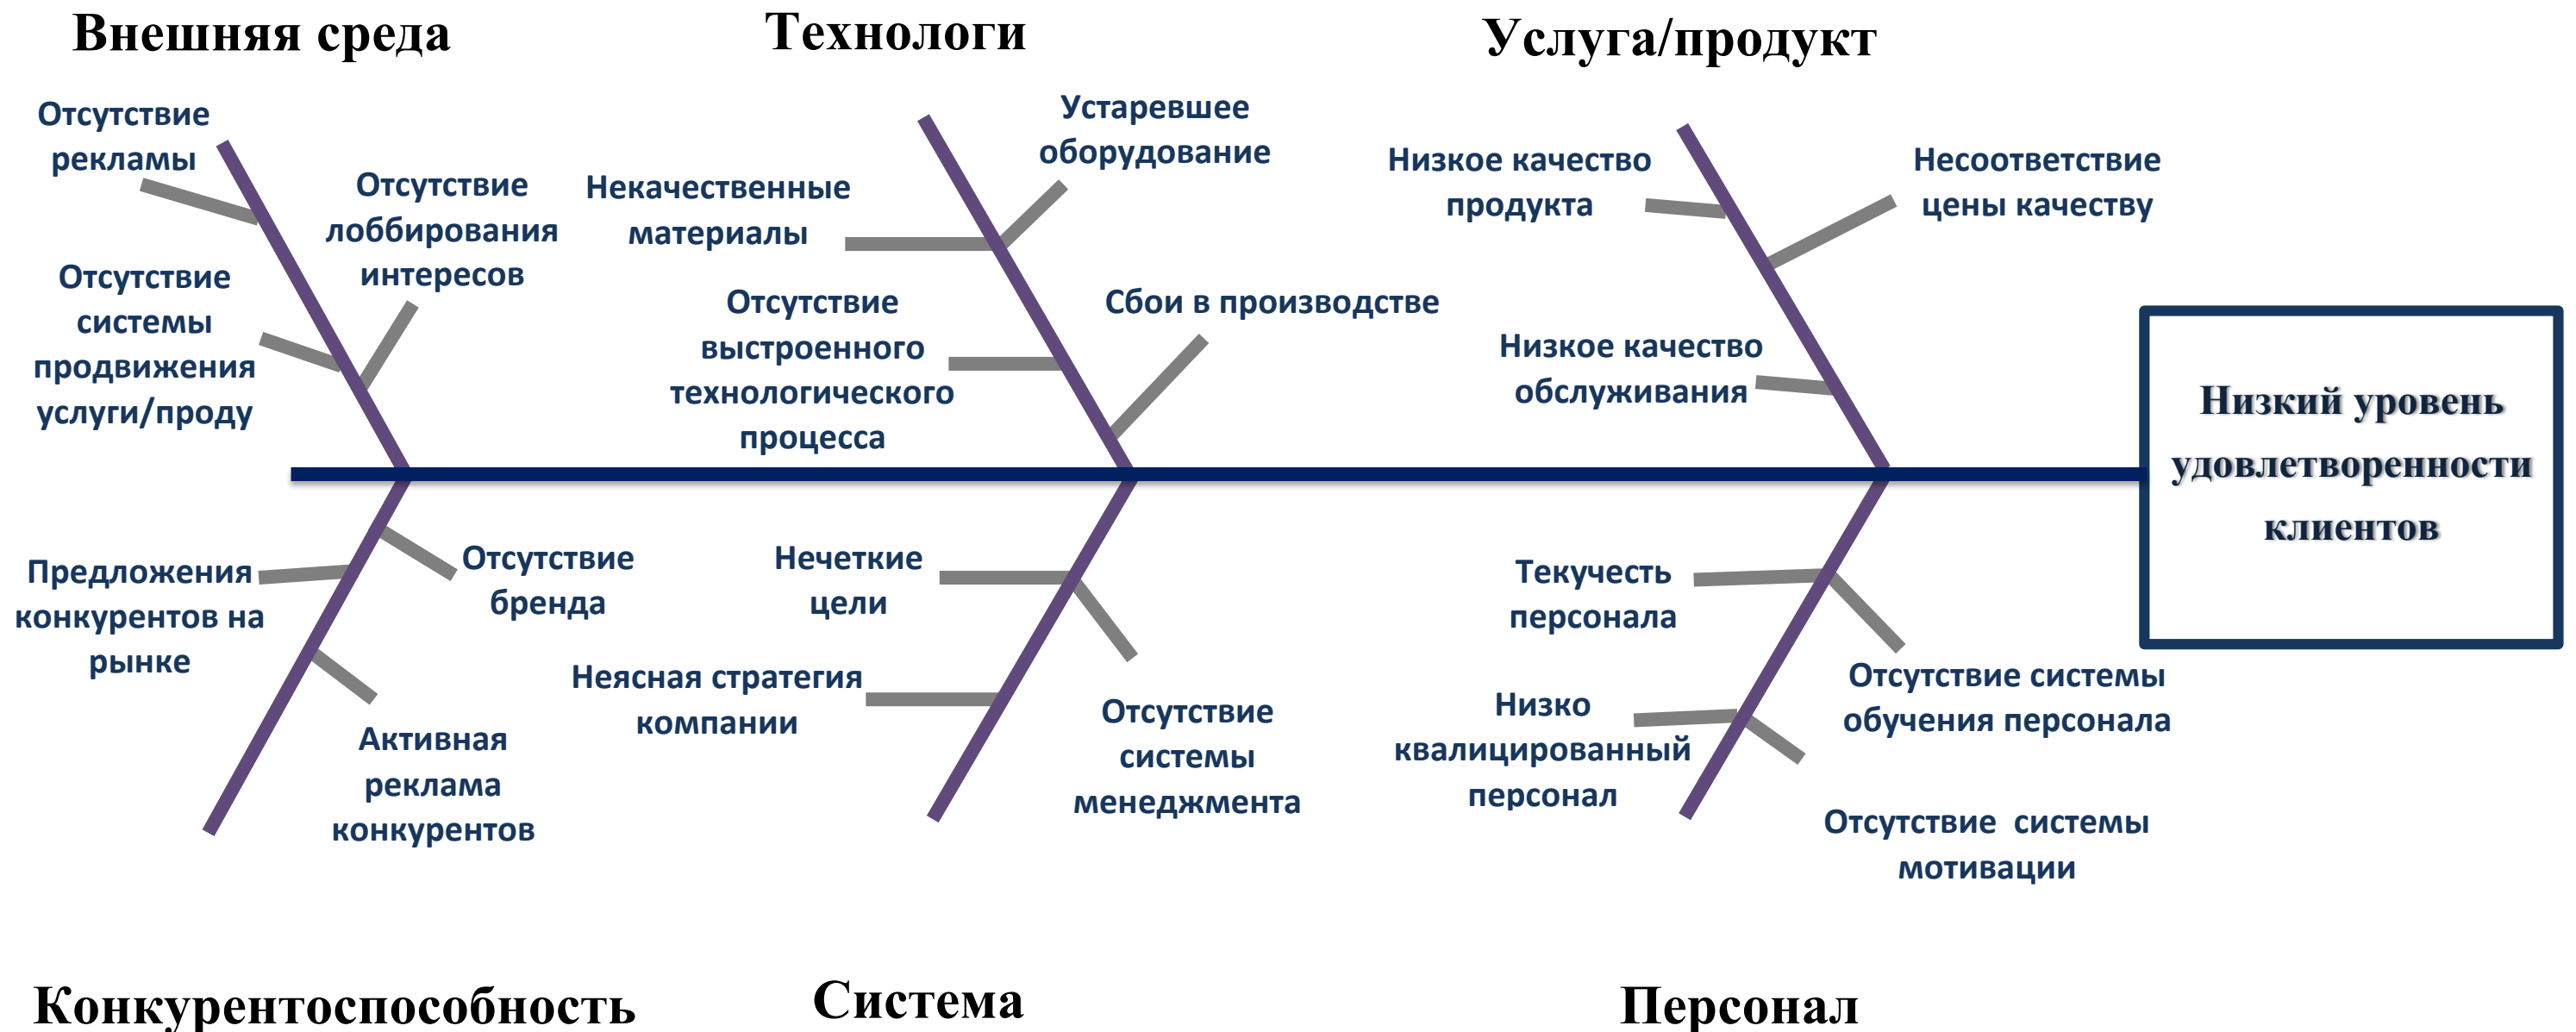 Внешняя среда
Технологи
Услуга/продукт
Отсутствие
рекламы
Отсутствие
лоббирования
интересов
Отсутствие
системы
продвижения
услуги/проду
Некачественные
материалы
Устаревшее
оборудование
Отсутствие
выстроенного
технологического
процесса
Сбои в производстве
Низкое качество
продукта
Несоответствие
цены качеству
Низкое качество
обслуживания
Низкий уровень
удовлетворенности
клиентов
Предложения
конкурентов на
рынке
Отсутствие
бренда
Активная
реклама
конкурентов
Нечеткие
цели
Неясная стратегия
компании
Отсутствие
системы
менеджмента
Текучесть
персонала
Отсутствие системы
обучения персонала
Низко
квалицированный
персонал
Отсутствие  системы
мотивации
Конкурентоспособность
Система
Персонал